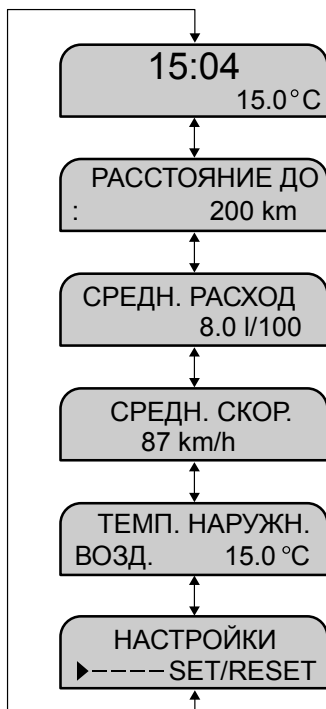 15:04
15.0°C
РАССТОЯНИЕ ДО
: 200 km
СРЕДН. РАСХОД
8.0 l/100
СРЕДН. СКОР.
87 km/h
ТЕМП. НАРУЖН.
ВОЗД. 15.0 °C
НАСТРОЙКИ
▶---- SET/RESET